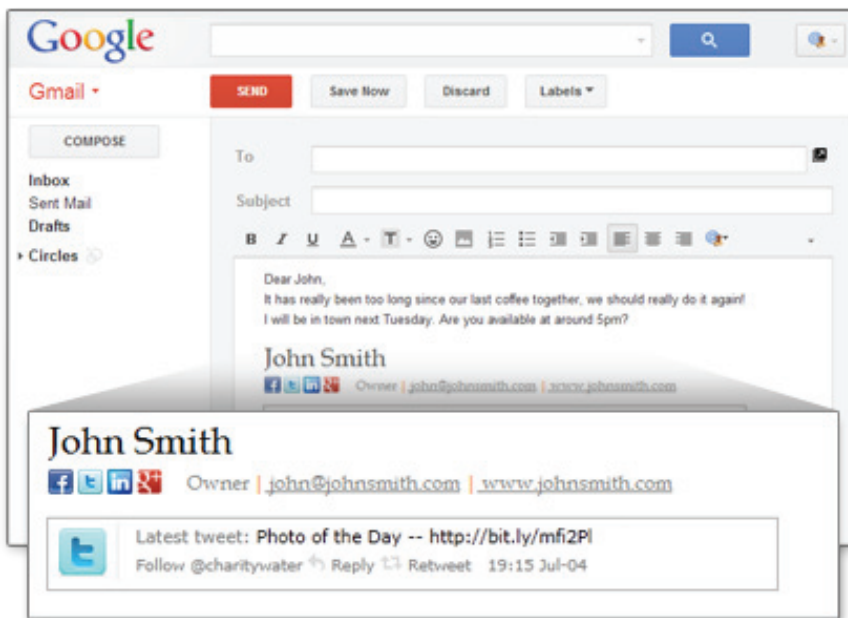 Google
Gmail
SEND Save Now Discard Labels
COMPOSE
Inbox
Sent Mail
Drafts
Circles
To
Subject
B I U A T
Dear John,
It has really been too long since our last coffee together, we should really do it again!
I will be in town next Tuesday. Are you available at around 5pm?
John Smith
Owner | john@johnsmith.com | www.johnsmith.com
John Smith
Owner | john@johnsmith.com | www.johnsmith.com
Latest tweet: Photo of the Day -- http://bit.ly/mfi2Pl
Follow @charitywater Reply Retweet 19:15 Jul-04